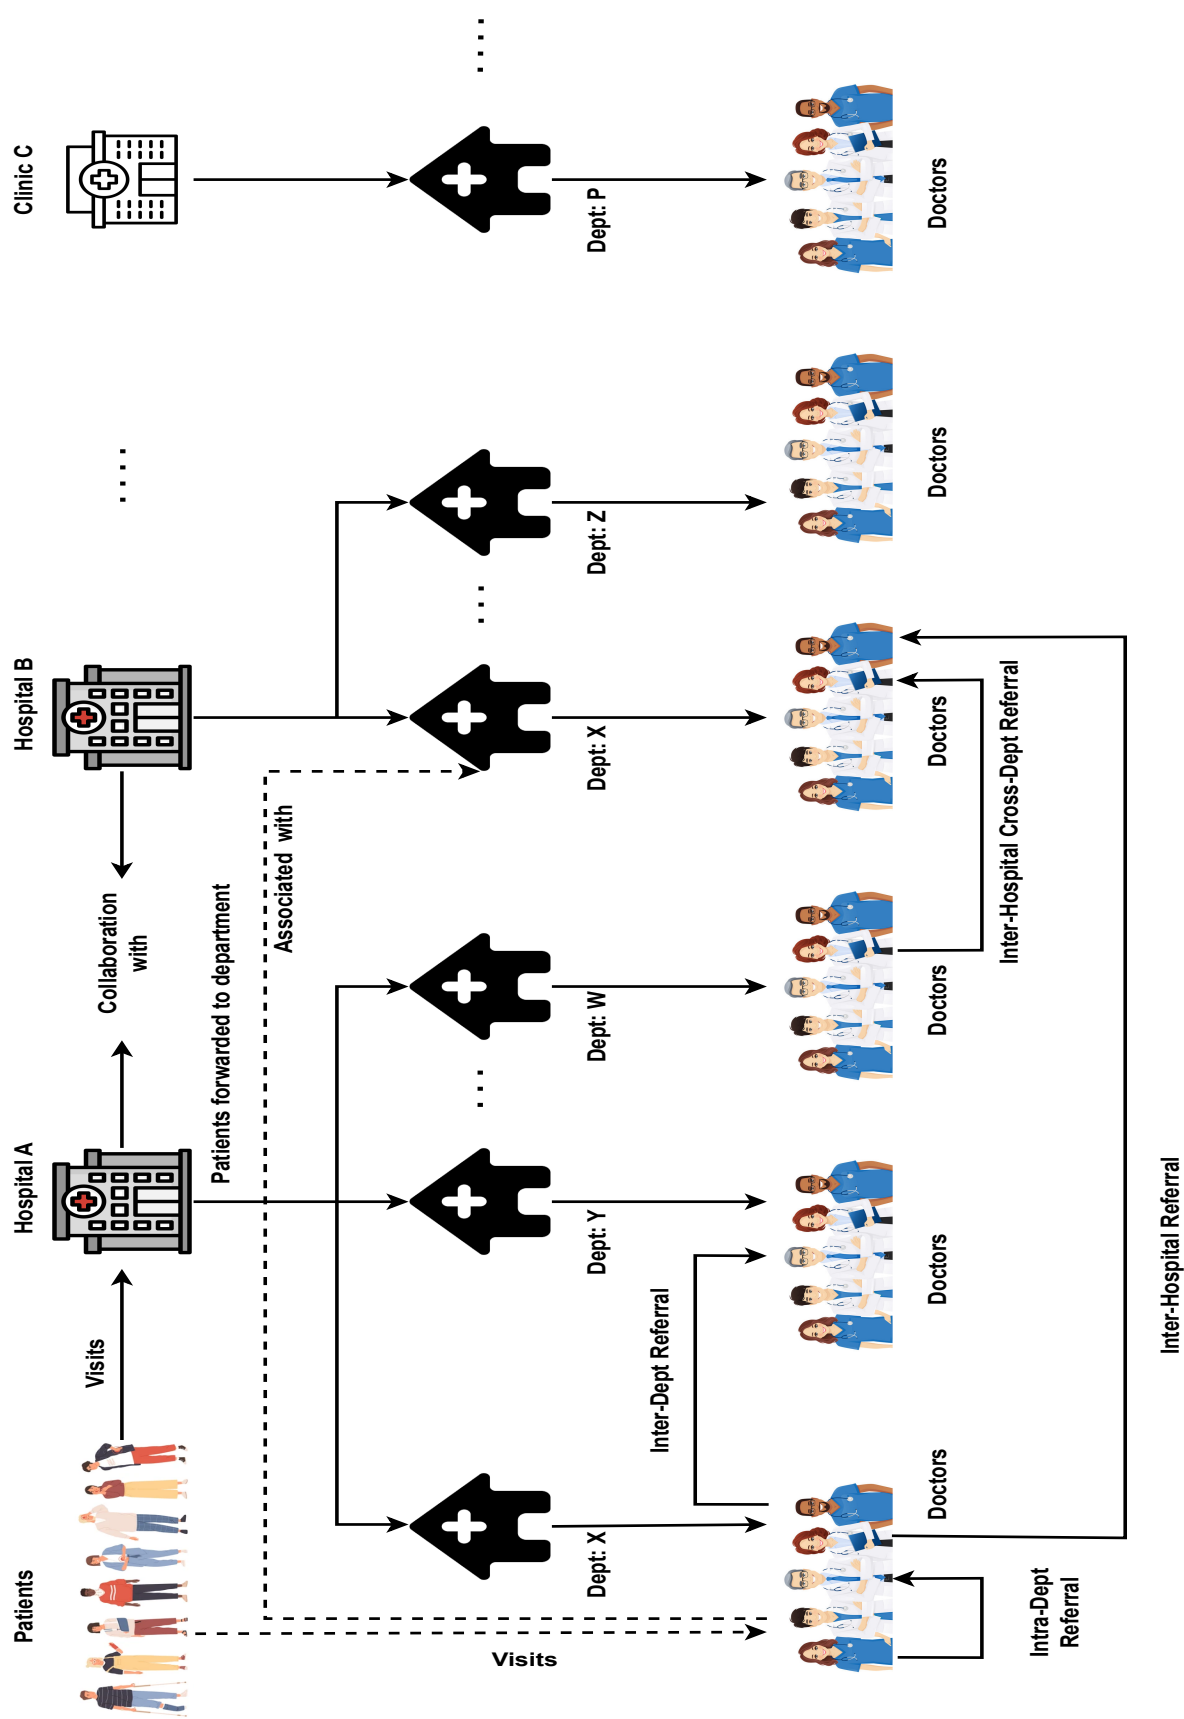 Patients
Visits
Hospital A
Collaboration
with
Hospital B
Clinic C
. . . .
. . . .
Patients forwarded to department
Associated with
Visits
Dept: X
Dept: Y
. . .
Dept: W
Dept: X
. . .
Dept: Z
Dept: P
Inter-Dept Referral
Doctors
Doctors
Doctors
Doctors
Doctors
Doctors
Intra-Dept
Referral
Inter-Hospital Cross-Dept Referral
Inter-Hospital Referral